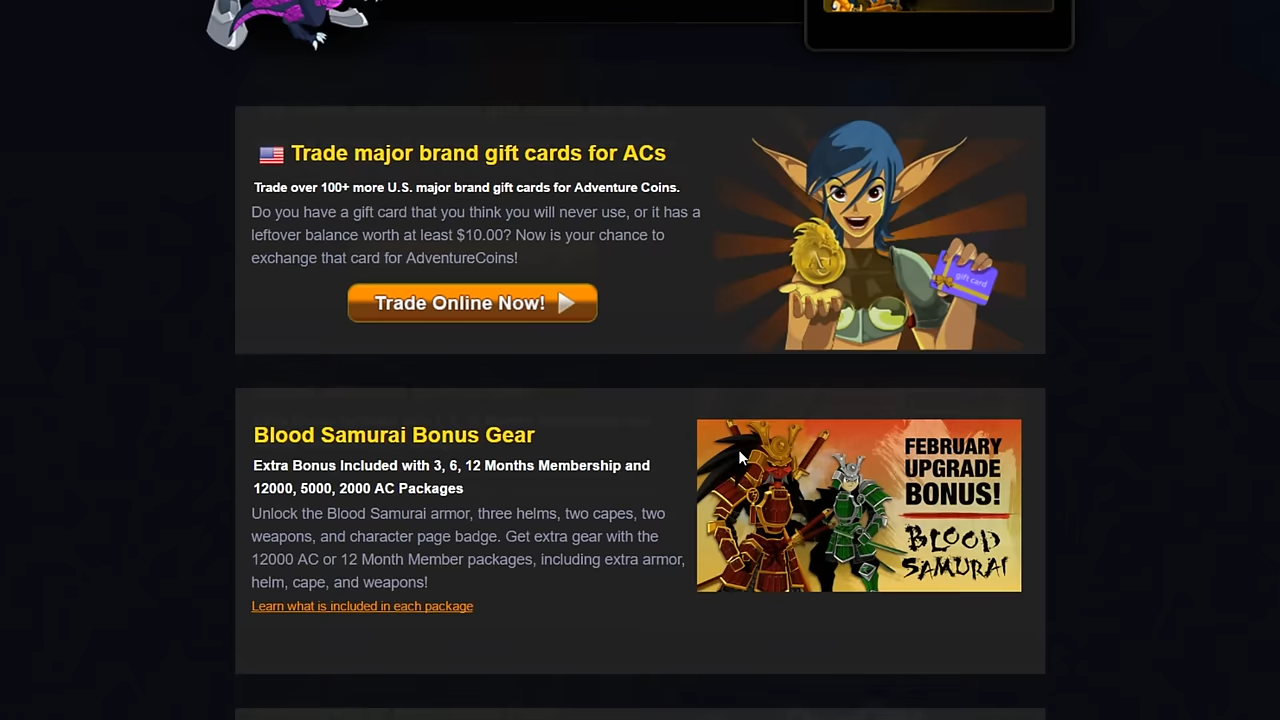 Trade major brand gift cards for ACs
Trade over 100+ more U.S. major brand gift cards for Adventure Coins.
Do you have a gift card that you think you will never use, or it has a
leftover balance worth at least $10.00? Now is your chance to
exchange that card for AdventureCoins!
Trade Online Now!
AC
gift card
Blood Samurai Bonus Gear
Extra Bonus Included with 3, 6, 12 Months Membership and
12000, 5000, 2000 AC Packages
Unlock the Blood Samurai armor, three helms, two capes, two
weapons, and character page badge. Get extra gear with the
12000 AC or 12 Month Member packages, including extra armor,
helm, cape, and weapons!
Learn what is included in each package
FEBRUARY
UPGRADE
BONUS!
BLOOD
SAMURAI